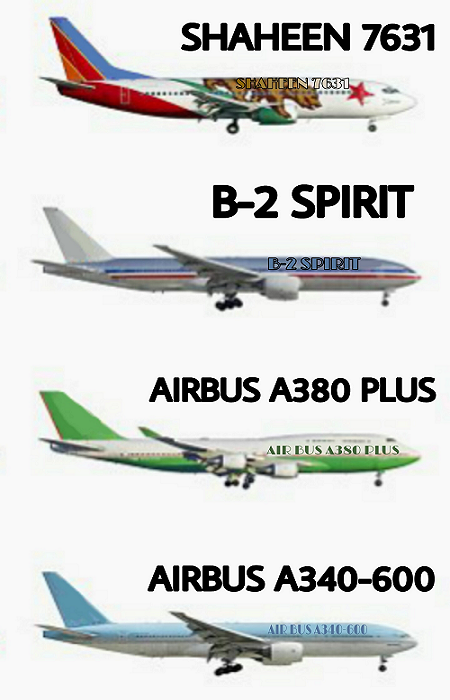 SHAHEEN 7631
SHAHEEN 7631
B-2 SPIRIT
B-2 SPIRIT
AIRBUS A380 PLUS
AIR BUS A380 PLUS
AIRBUS A340-600
AIR BUS A340-600